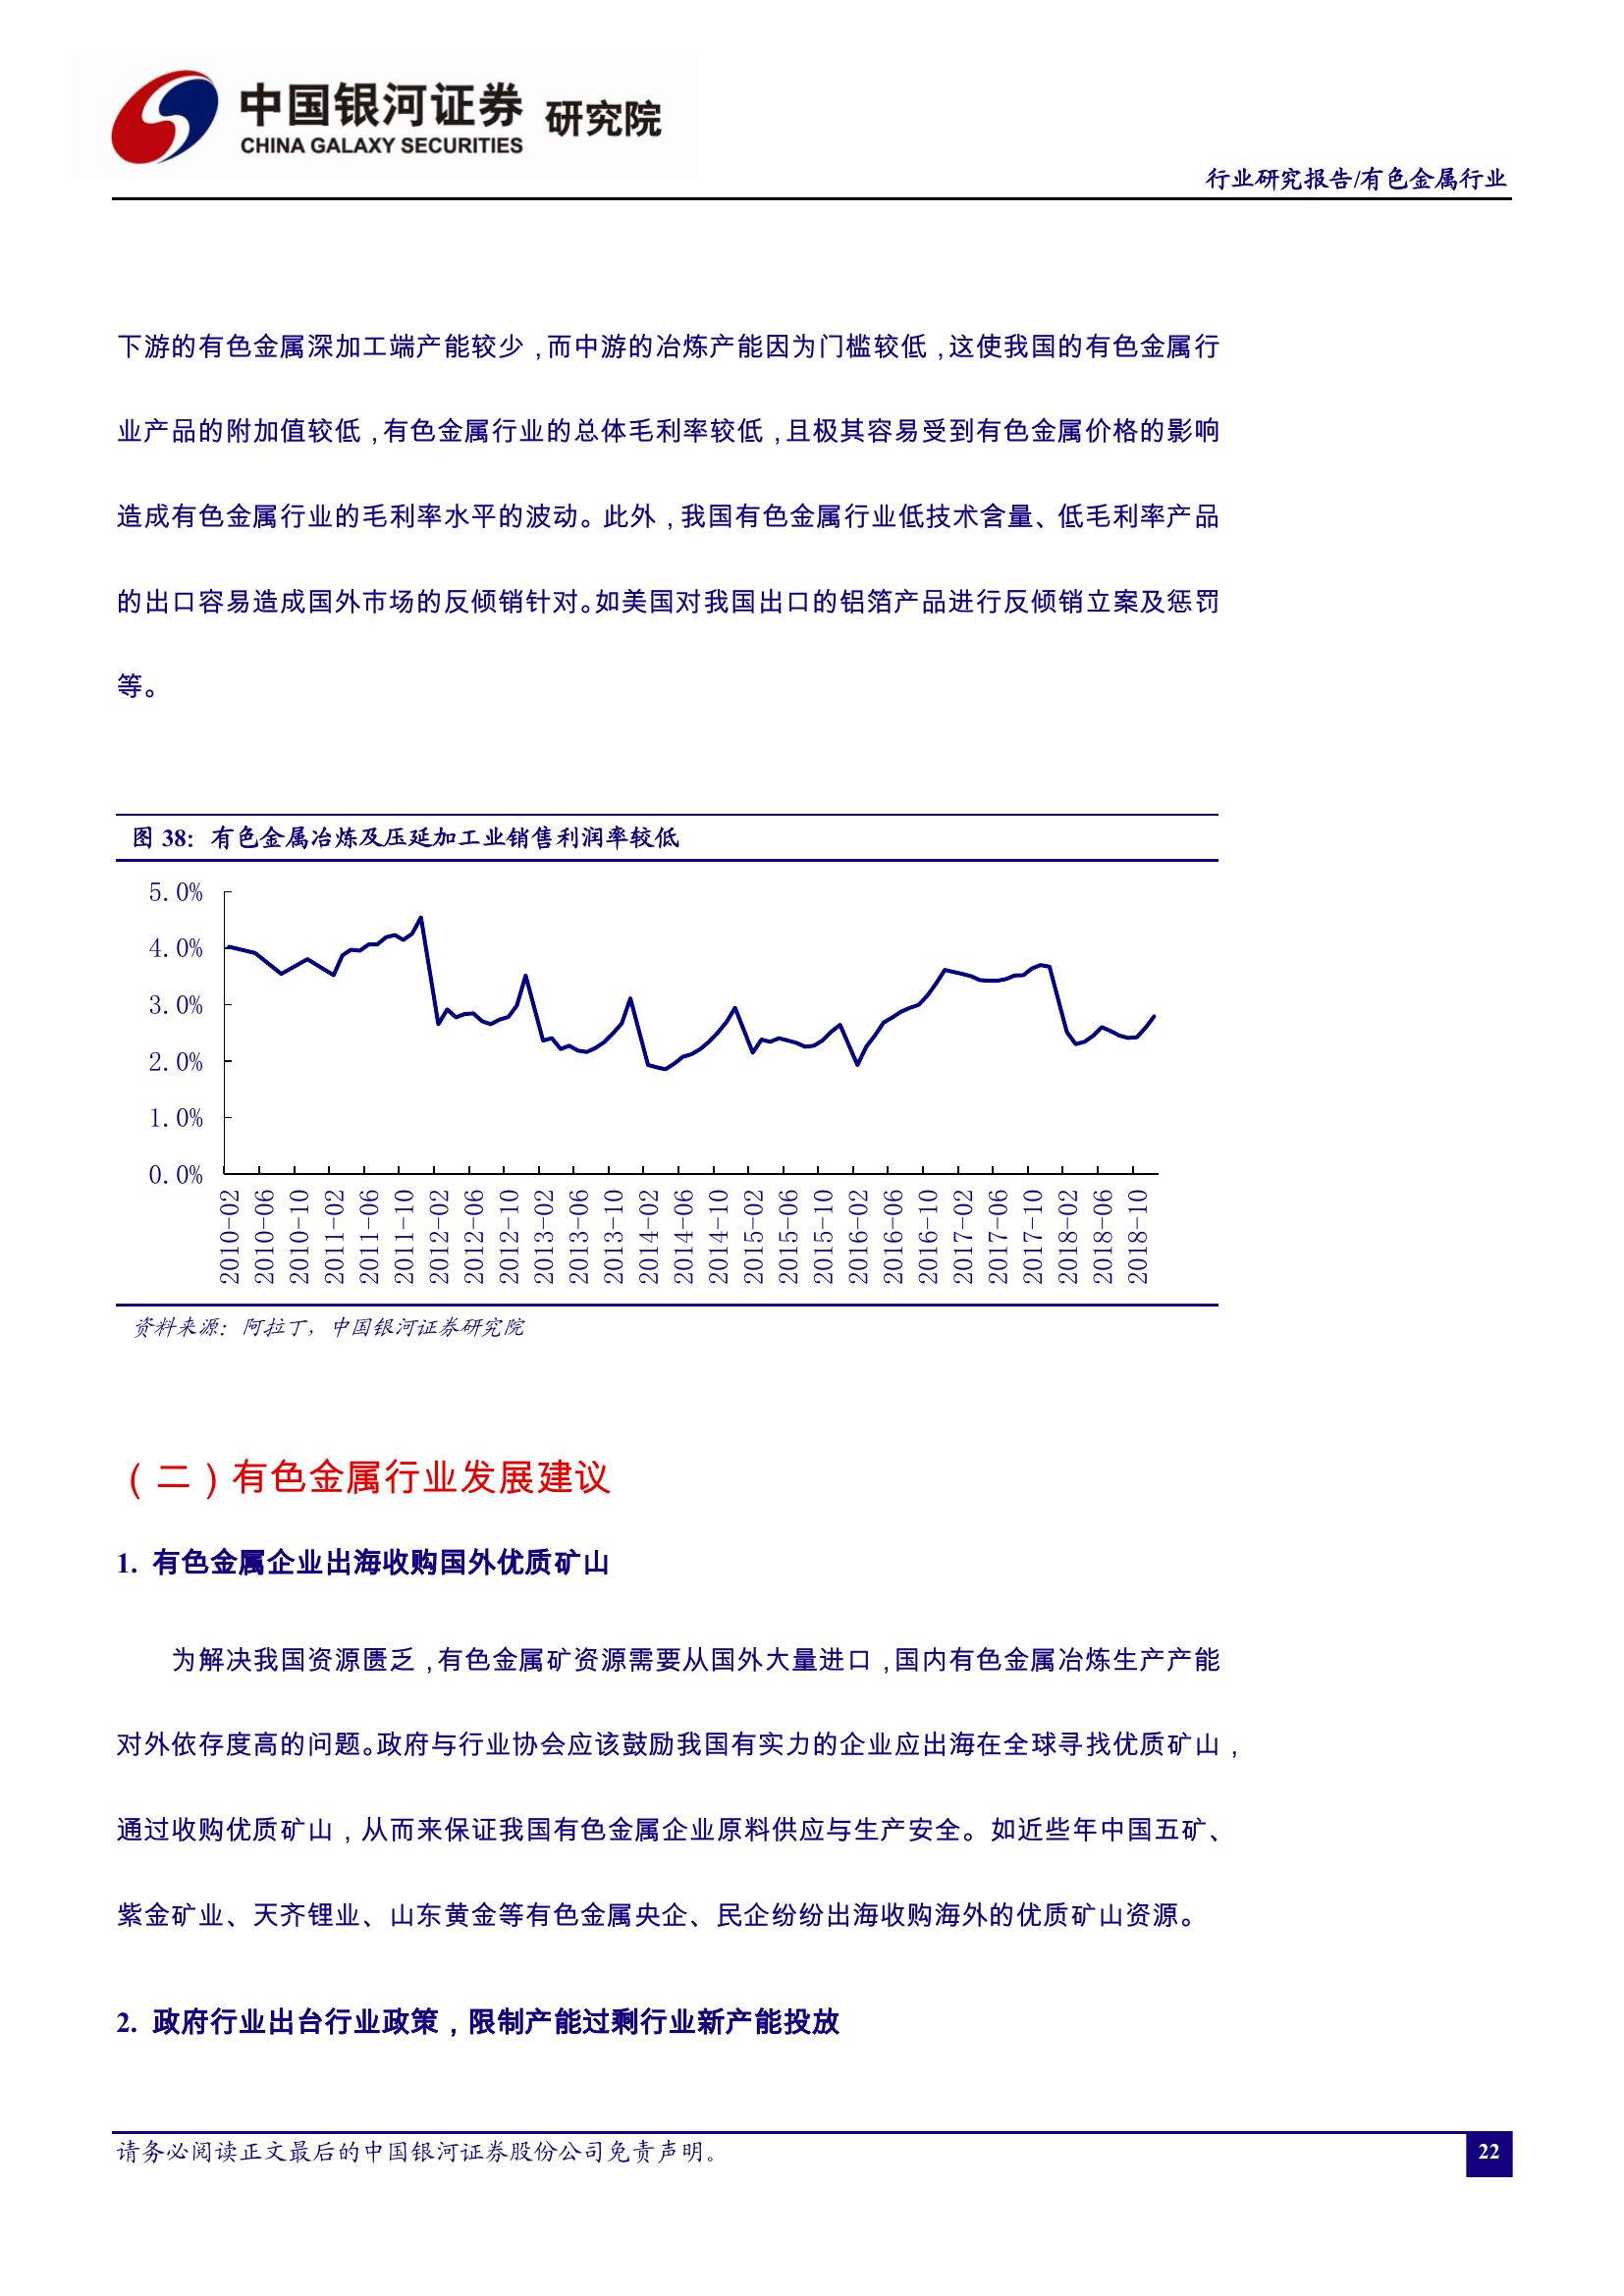 中国银河证券 研究院
CHINA GALAXY SECURITIES
行业研究报告/有色金属行业
下游的有色金属深加工端产能较少，而中游的冶炼产能因为门槛较低，这使我国的有色金属行
业产品的附加值较低，有色金属行业的总体毛利率较低，且极其容易受到有色金属价格的影响
造成有色金属行业的毛利率水平的波动。此外，我国有色金属行业低技术含量、低毛利率产品
的出口容易造成国外市场的反倾销针对。如美国对我国出口的铝箔产品进行反倾销立案及惩罚
等。
图 38：有色金属冶炼及压延加工业销售利润率较低
5.0%
4.0%
3.0%
2.0%
1.0%
0.0%
2010-02
2010-06
2010-10
2011-02
2011-06
2011-10
2012-02
2012-06
2012-10
2013-02
2013-06
2013-10
2014-02
2014-06
2014-10
2015-02
2015-06
2015-10
2016-02
2016-06
2016-10
2017-02
2017-06
2017-10
2018-02
2018-06
2018-10
资料来源：阿拉丁，中国银河证券研究院
（二）有色金属行业发展建议
1. 有色金属企业出海收购国外优质矿山
为解决我国资源匮乏，有色金属矿资源需要从国外大量进口，国内有色金属冶炼生产产能
对外依存度高的问题。政府与行业协会应该鼓励我国有实力的企业应出海在全球寻找优质矿山，
通过收购优质矿山，从而来保证我国有色金属企业原料供应与生产安全。如近些年中国五矿、
紫金矿业、天齐锂业、山东黄金等有色金属央企、民企纷纷出海收购海外的优质矿山资源。
2. 政府行业出台行业政策，限制产能过剩行业新产能投放
请务必阅读正文最后的中国银河证券股份公司免责声明。
22